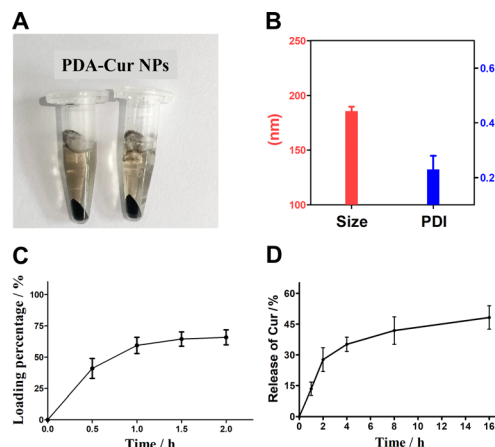 A
PDA-Cur NPs
B
250
200
150
100
(nm)
0.6
0.4
0.2
Size
PDI
C
Loading percentage / %
100
75
50
25
0
0.0
0.5
1.0
1.5
2.0
Time / h
D
Release of Cur / %
60
45
30
15
0
0
2
4
6
8
10
12
14
16
Time / h